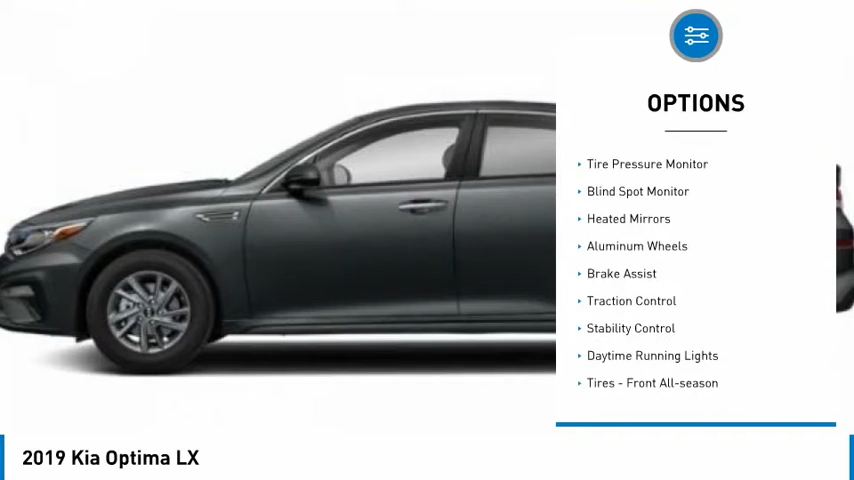 OPTIONS
Tire Pressure Monitor
Blind Spot Monitor
Heated Mirrors
Aluminum Wheels
Brake Assist
Traction Control
Stability Control
Daytime Running Lights
Tires - Front All-season
2019 Kia Optima LX